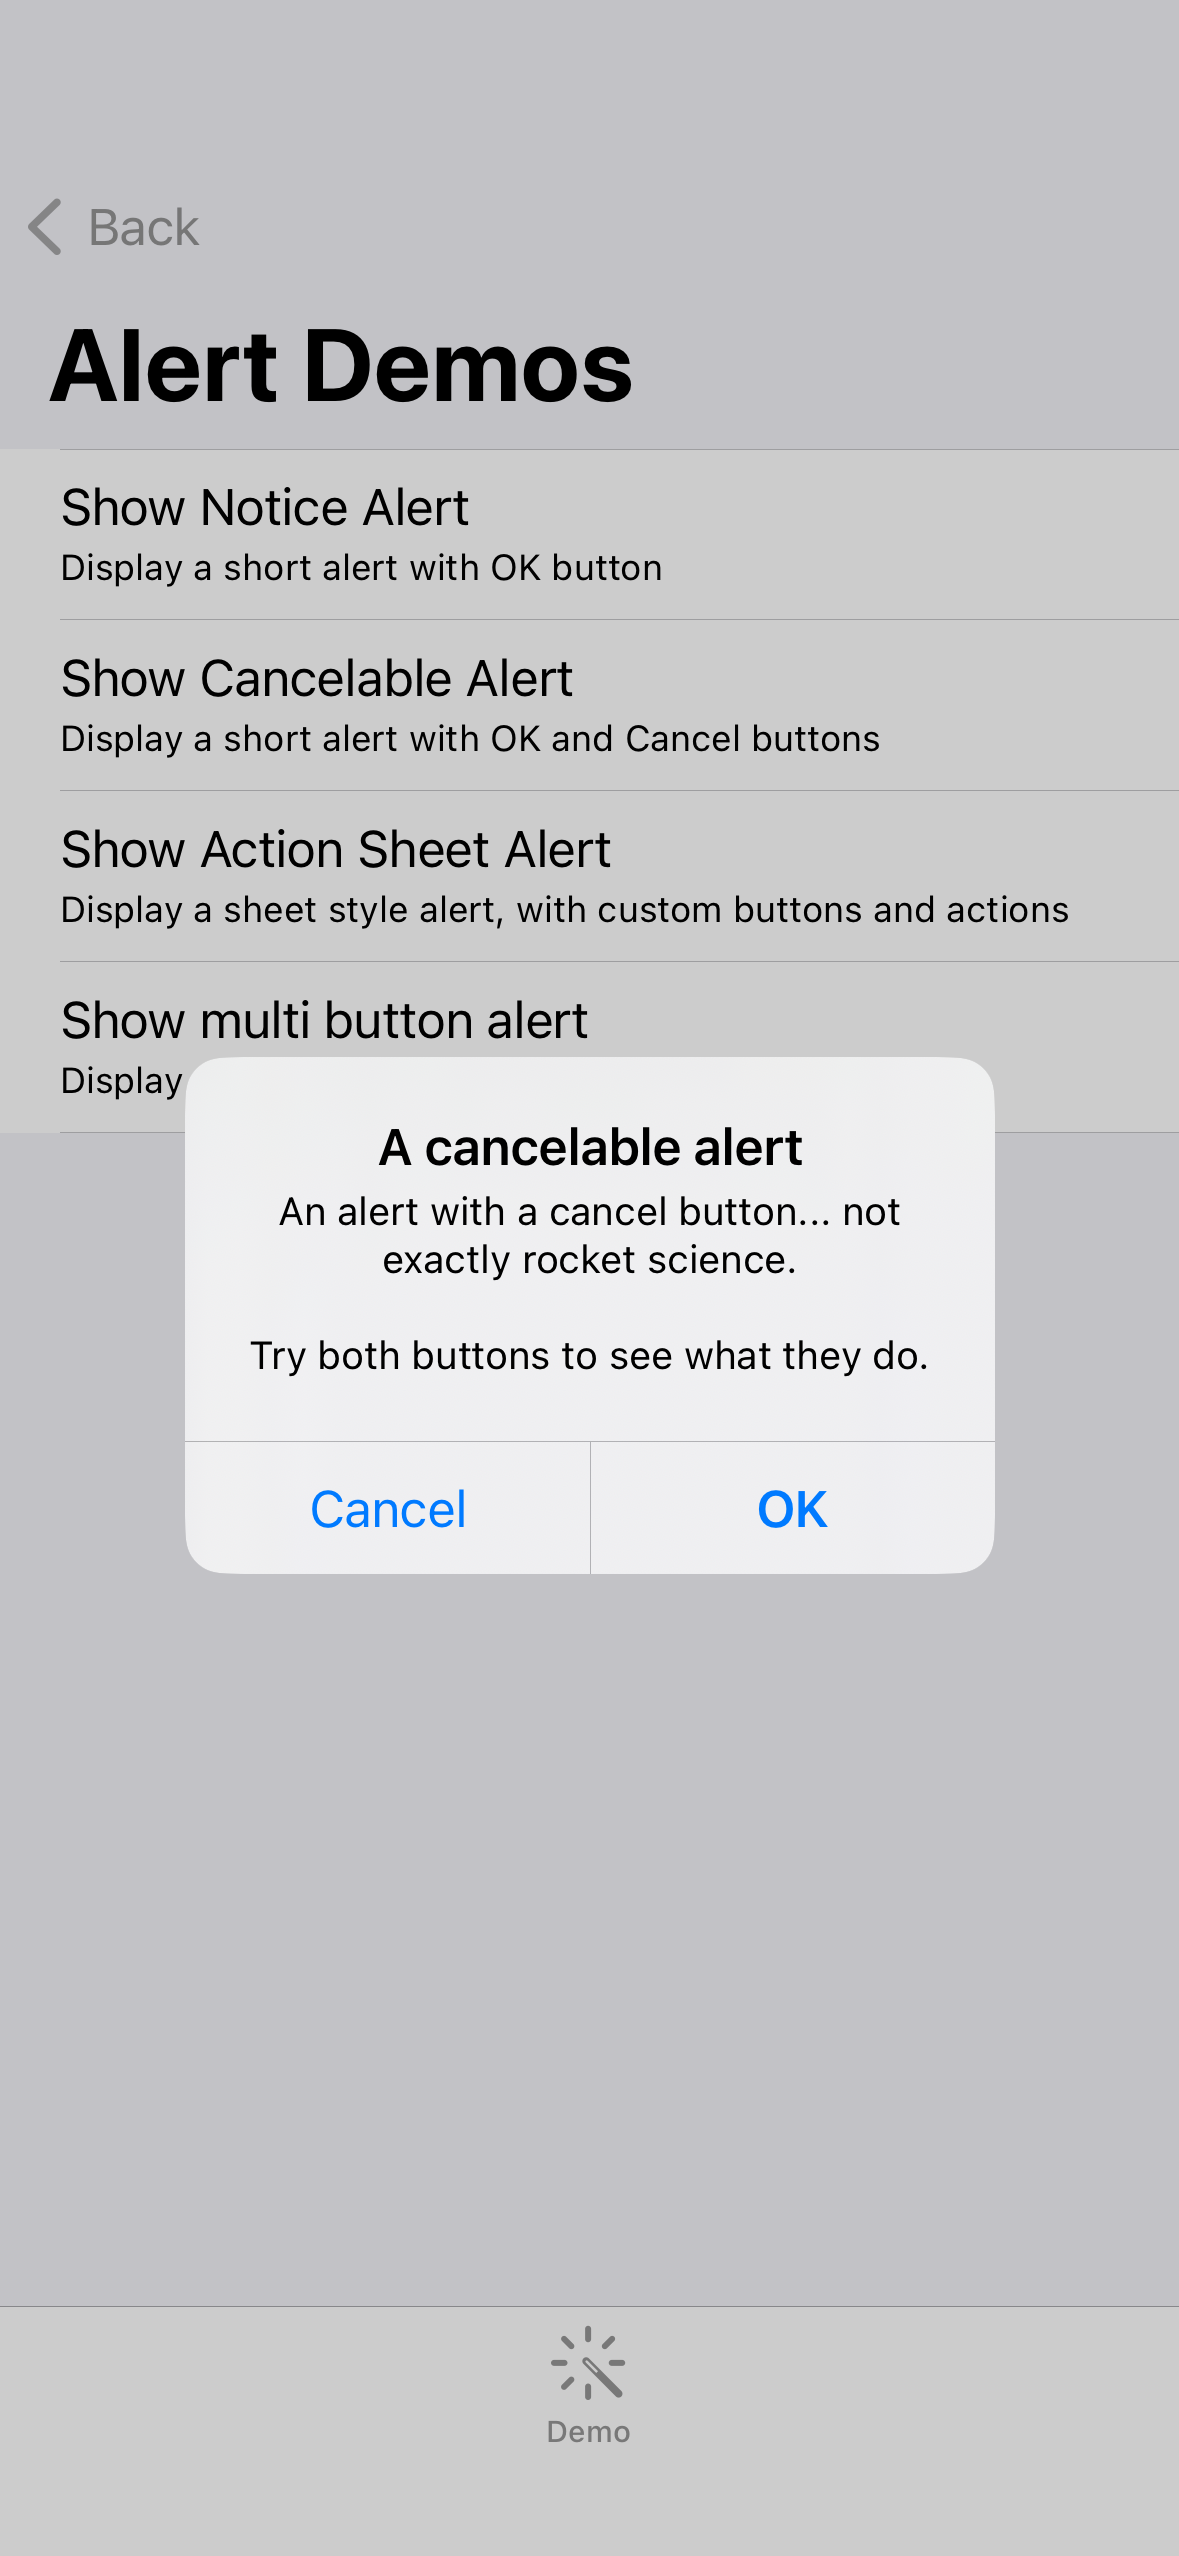 Back
Alert Demos
Show Notice Alert
Display a short alert with OK button
Show Cancelable Alert
Display a short alert with OK and Cancel buttons
Show Action Sheet Alert
Display a sheet style alert, with custom buttons and actions
Show multi button alert
Display
A cancelable alert
An alert with a cancel button... not
exactly rocket science.
Try both buttons to see what they do.
Cancel
OK
Demo